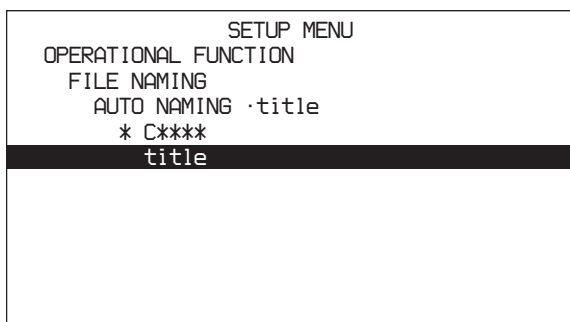 SETUP MENU
OPERATIONAL FUNCTION
FILE NAMING
AUTO NAMING ·title
* C****
title